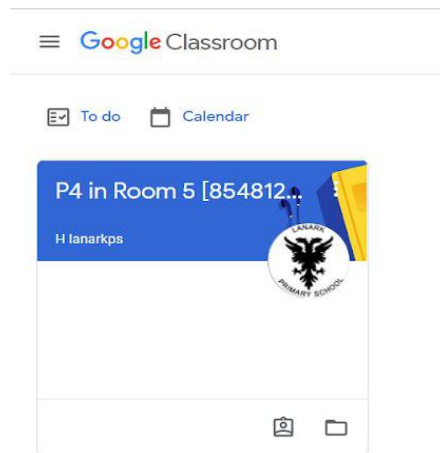 Google Classroom
To do Calendar
P4 in Room 5 [854812...
H lanarkps
LANARK
PRIMARY SCHOOL